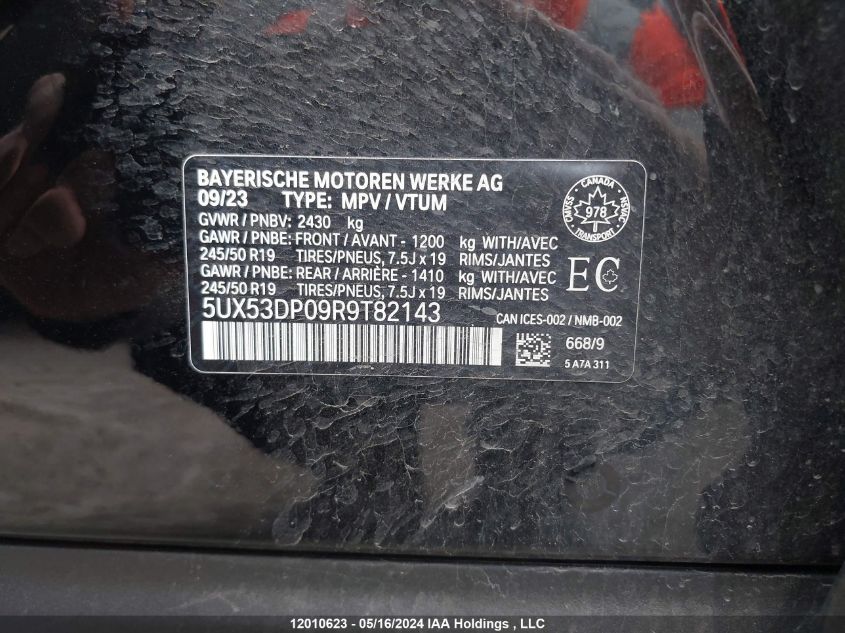 BAYERISCHE MOTOREN WERKE AG
09/23 TYPE: MPV / VTUM
GVWR / PNBV: 2430 kg
GAWR / PNBE: FRONT / AVANT - 1200 kg WITH/AVEC
245/50 R19 TIRES/PNEUS, 7.5J x 19 RIMS/JANTES
GAWR / PNBE: REAR / ARRIÈRE - 1410 kg WITH/AVEC
245/50 R19 TIRES/PNEUS, 7.5J x 19 RIMS/JANTES
5UX53DP09R9T82143
CANADA
CMVSS
NSVAC
978
TRANSPORT
EC
CAN ICES-002 / NMB-002
668/9
5 A7A 311
12010623 - 05/16/2024 IAA Holdings , LLC